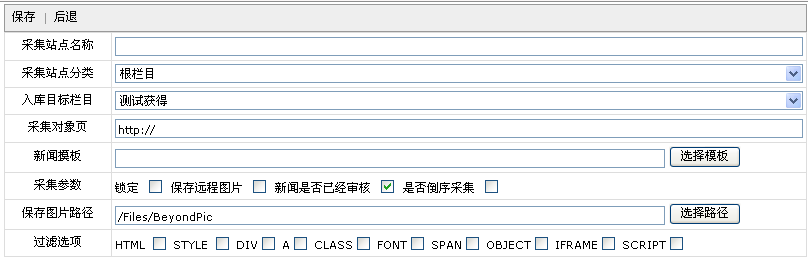 保存 | 后退
采集站点名称
采集站点分类 根栏目
入库目标栏目 测试获得
采集对象页 http://
新闻摸板 选择模板
采集参数 锁定 保存远程图片 新闻是否已经审核 是否倒序采集
保存图片路径 /Files/BeyondPic 选择路径
过滤选项 HTML STYLE DIV A CLASS FONT SPAN OBJECT IFRAME SCRIPT